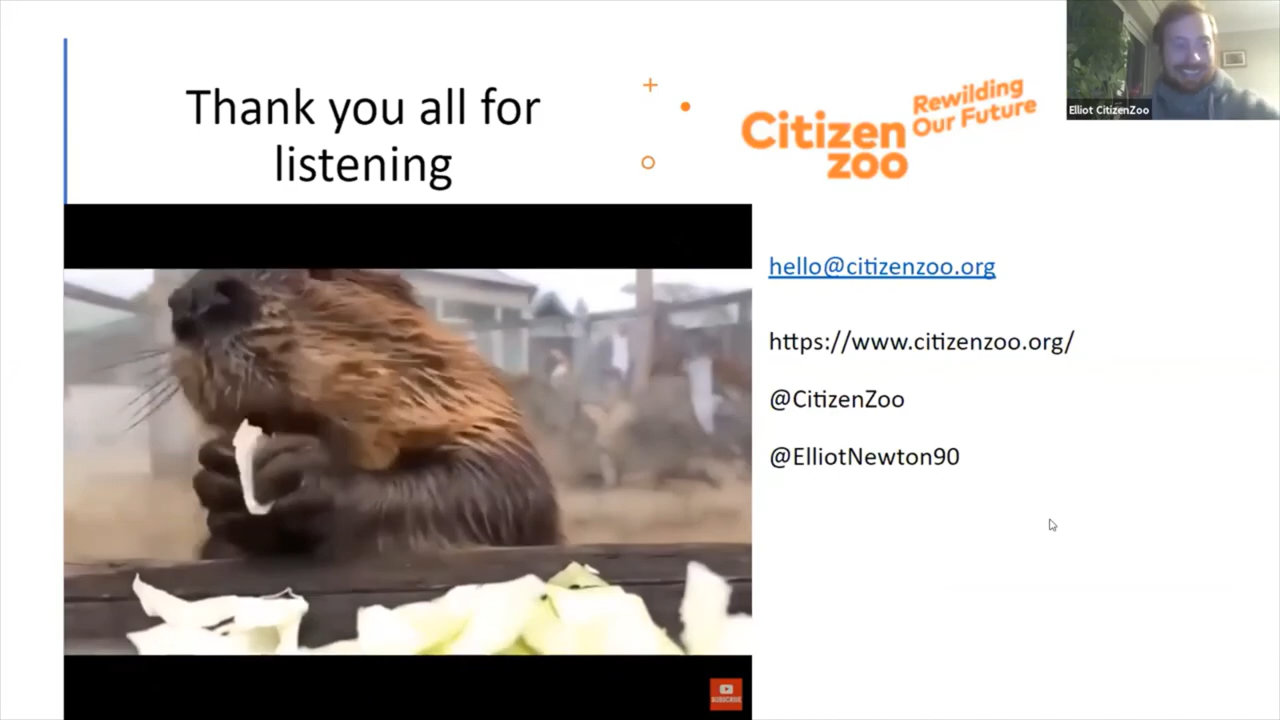 Thank you all for
listening
Citizen
zoo
Rewilding
Our Future
Elliot CitizenZoo
hello@citizenzoo.org
https://www.citizenzoo.org/
@CitizenZoo
@ElliotNewton90
SUBSCRIBE